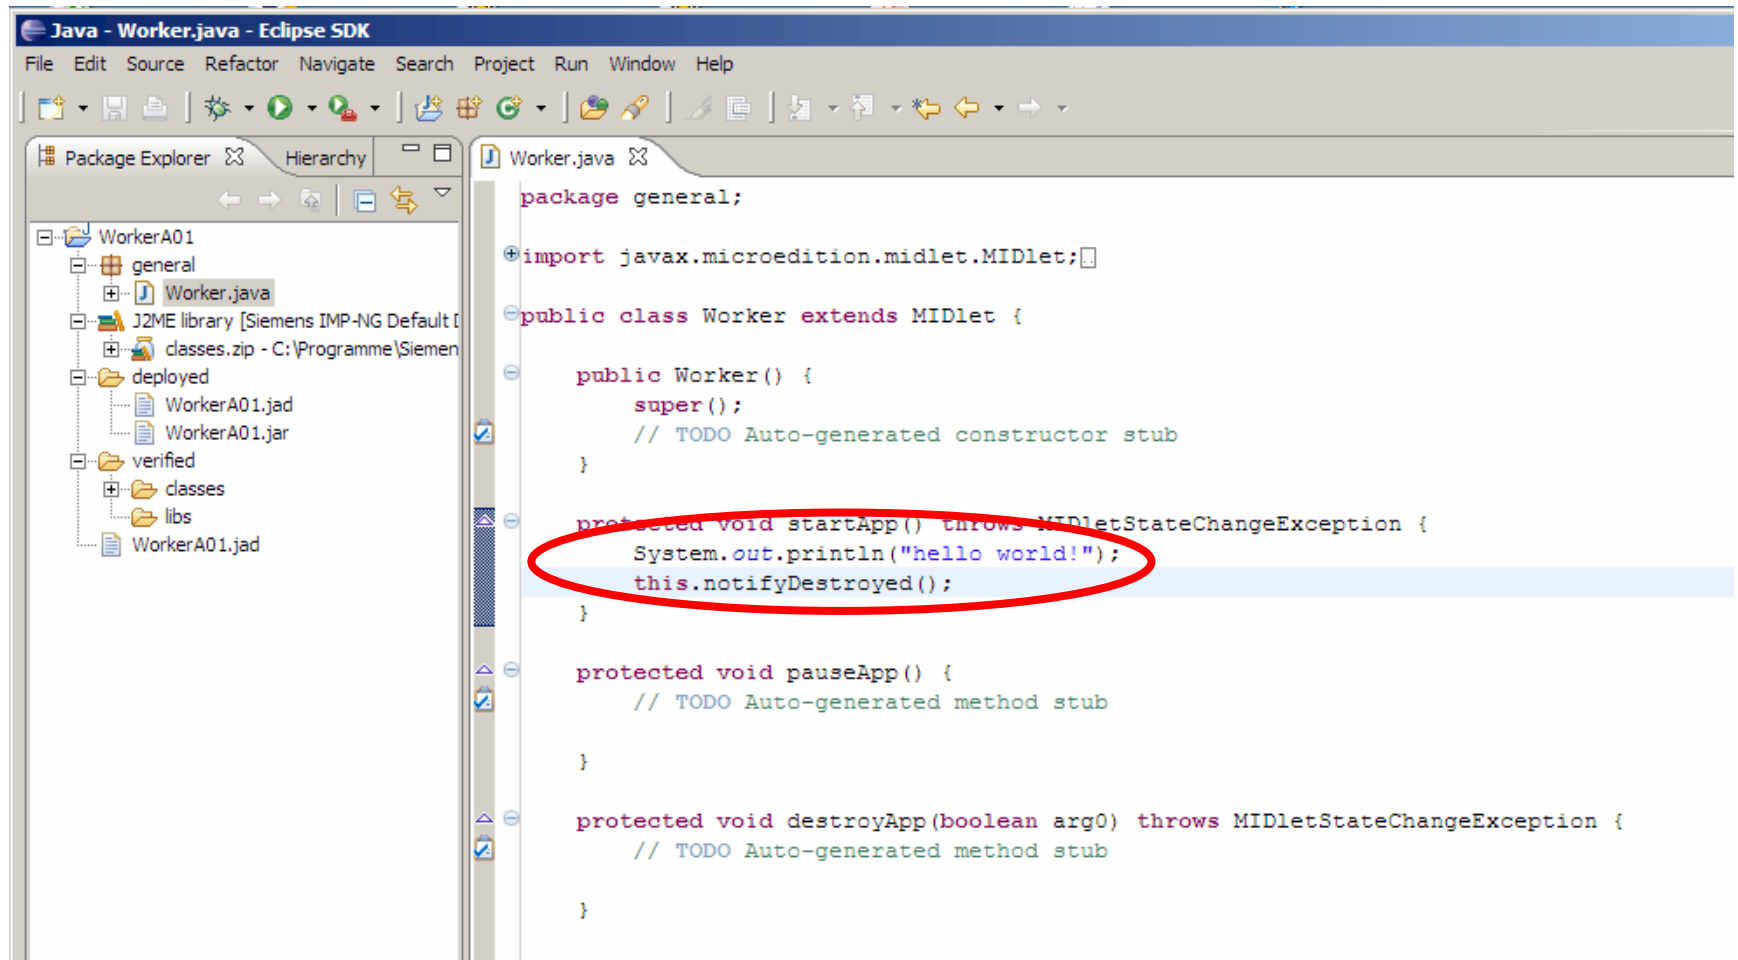 Java - Worker.java - Eclipse SDK
File Edit Source Refactor Navigate Search Project Run Window Help
Package Explorer Hierarchy
WorkerA01
general
Worker.java
J2ME library [Siemens IMP-NG Default
classes.zip - C:\Programme\Siemen
deployed
WorkerA01.jad
WorkerA01.jar
verified
classes
libs
WorkerA01.jad
Worker.java
package general;
import javax.microedition.midlet.MIDlet;
public class Worker extends MIDlet {
public Worker() {
super();
// TODO Auto-generated constructor stub
}
protected void startApp() throws MIDletStateChangeException {
System.out.println("hello world!");
this.notifyDestroyed();
}
protected void pauseApp() {
// TODO Auto-generated method stub
}
protected void destroyApp(boolean arg0) throws MIDletStateChangeException {
// TODO Auto-generated method stub
}